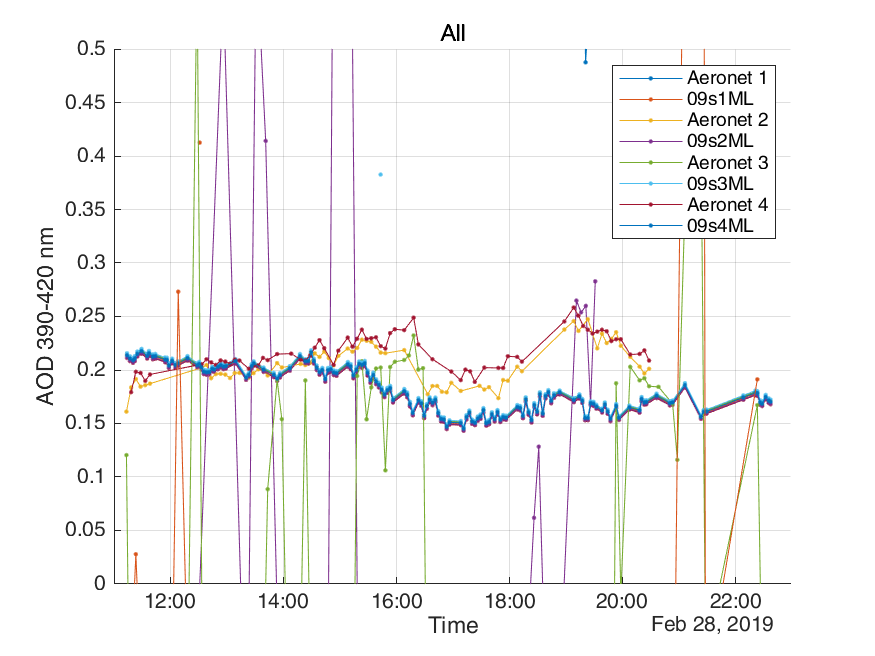 All
0.5
0.45
0.4
0.35
0.3
0.25
0.2
0.15
0.1
0.05
0
AOD 390-420 nm
Aeronet 1
09s1ML
Aeronet 2
09s2ML
Aeronet 3
09s3ML
Aeronet 4
09s4ML
12:00 14:00 16:00 18:00 20:00 22:00
Time
Feb 28, 2019